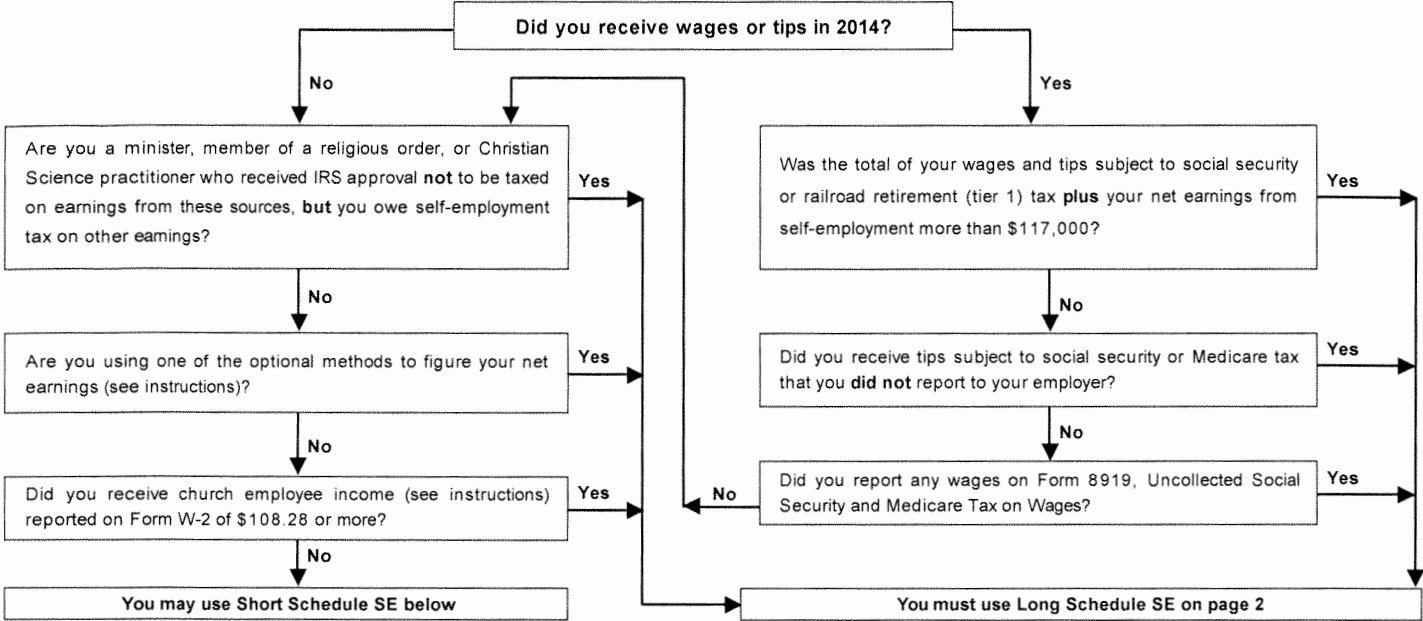 Did you receive wages or tips in 2014?
No
Yes
Are you a minister, member of a religious order, or Christian
Science practitioner who received IRS approval not to be taxed
on earnings from these sources, but you owe self-employment
tax on other earnings?
Yes
No
Are you using one of the optional methods to figure your net
earnings (see instructions)?
Yes
No
Did you receive church employee income (see instructions)
reported on Form W-2 of $108.28 or more?
Yes
No
You may use Short Schedule SE below
Was the total of your wages and tips subject to social security
or railroad retirement (tier 1) tax plus your net earnings from
self-employment more than $117,000?
Yes
No
Did you receive tips subject to social security or Medicare tax
that you did not report to your employer?
Yes
No
Did you report any wages on Form 8919, Uncollected Social
Security and Medicare Tax on Wages?
Yes
No
You must use Long Schedule SE on page 2